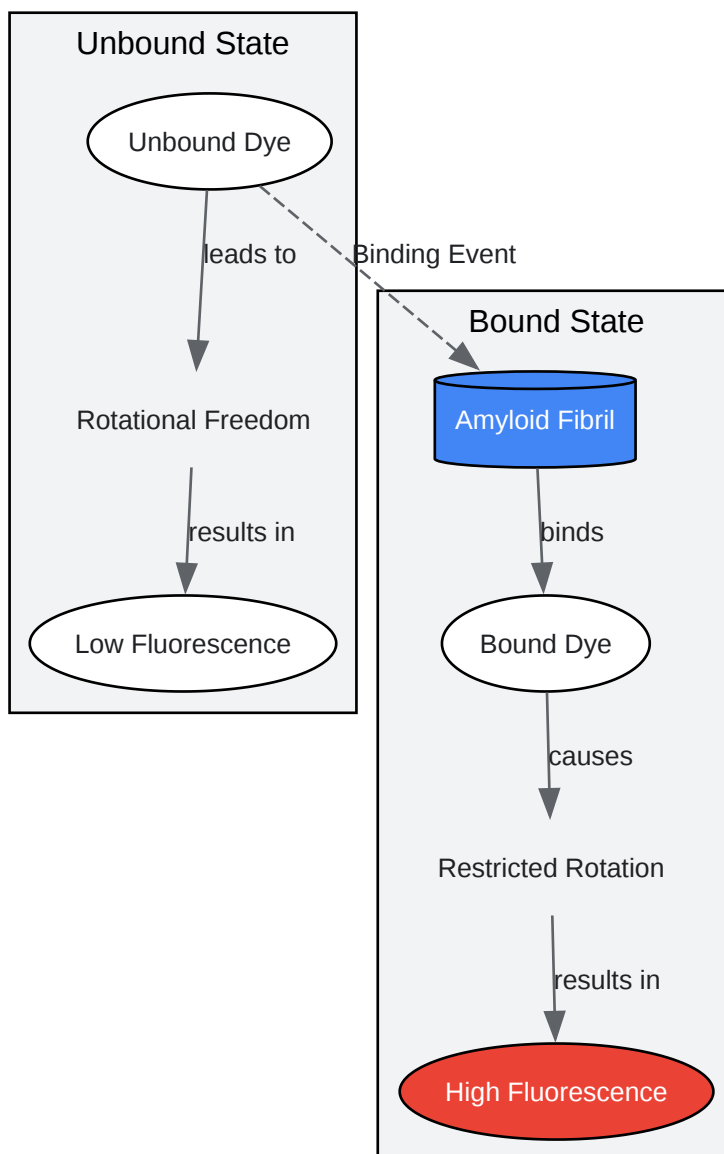 Unbound State
Unbound Dye
leads to
Binding Event
Rotational Freedom
results in
Low Fluorescence
Bound State
Amyloid Fibril
binds
Bound Dye
causes
Restricted Rotation
results in
High Fluorescence